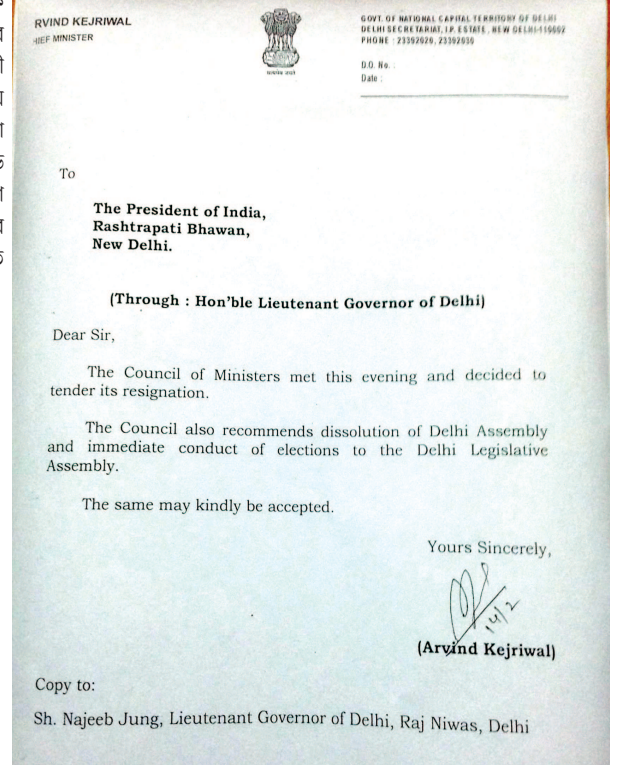 RVIND KEJRIWAL
HIEF MINISTER
सत्यमेव जयते
GOVT. OF NATIONAL CAPITAL TERRITORY OF DELHI
DELHI SECRETARIAT, I.P. ESTATE, NEW DELHI-110002
PHONE : 23392020, 23392030
D.O. No. :
Date :
To
The President of India,
Rashtrapati Bhawan,
New Delhi.
(Through : Hon'ble Lieutenant Governor of Delhi)
Dear Sir,
The Council of Ministers met this evening and decided to
tender its resignation.
The Council also recommends dissolution of Delhi Assembly
and immediate conduct of elections to the Delhi Legislative
Assembly.
The same may kindly be accepted.
Yours Sincerely,
14/2
(Arvind Kejriwal)
Copy to:
Sh. Najeeb Jung, Lieutenant Governor of Delhi, Raj Niwas, Delhi